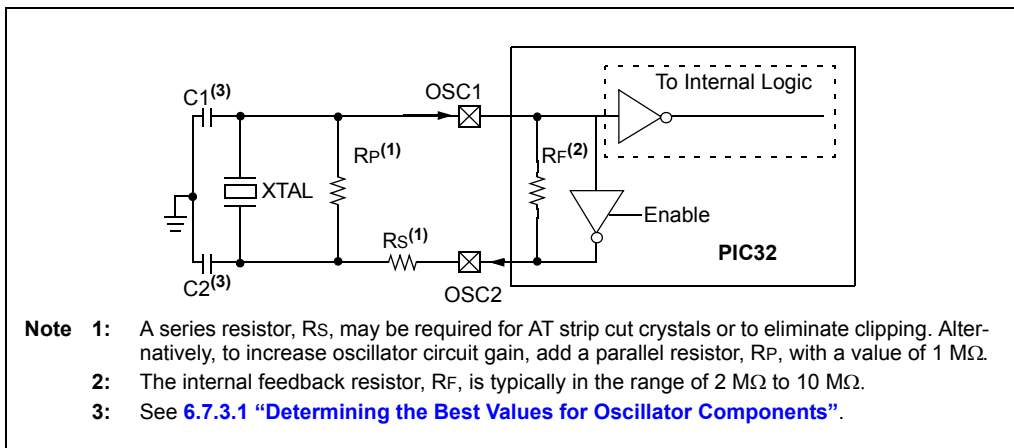 To Internal Logic
OSC1
C1(3)
RP(1)
RF(2)
XTAL
Enable
RS(1)
PIC32
C2(3)
OSC2
Note 1: A series resistor, RS, may be required for AT strip cut crystals or to eliminate clipping. Alter-
natively, to increase oscillator circuit gain, add a parallel resistor, RP, with a value of 1 MΩ.
2: The internal feedback resistor, RF, is typically in the range of 2 MΩ to 10 MΩ.
3: See 6.7.3.1 “Determining the Best Values for Oscillator Components”.